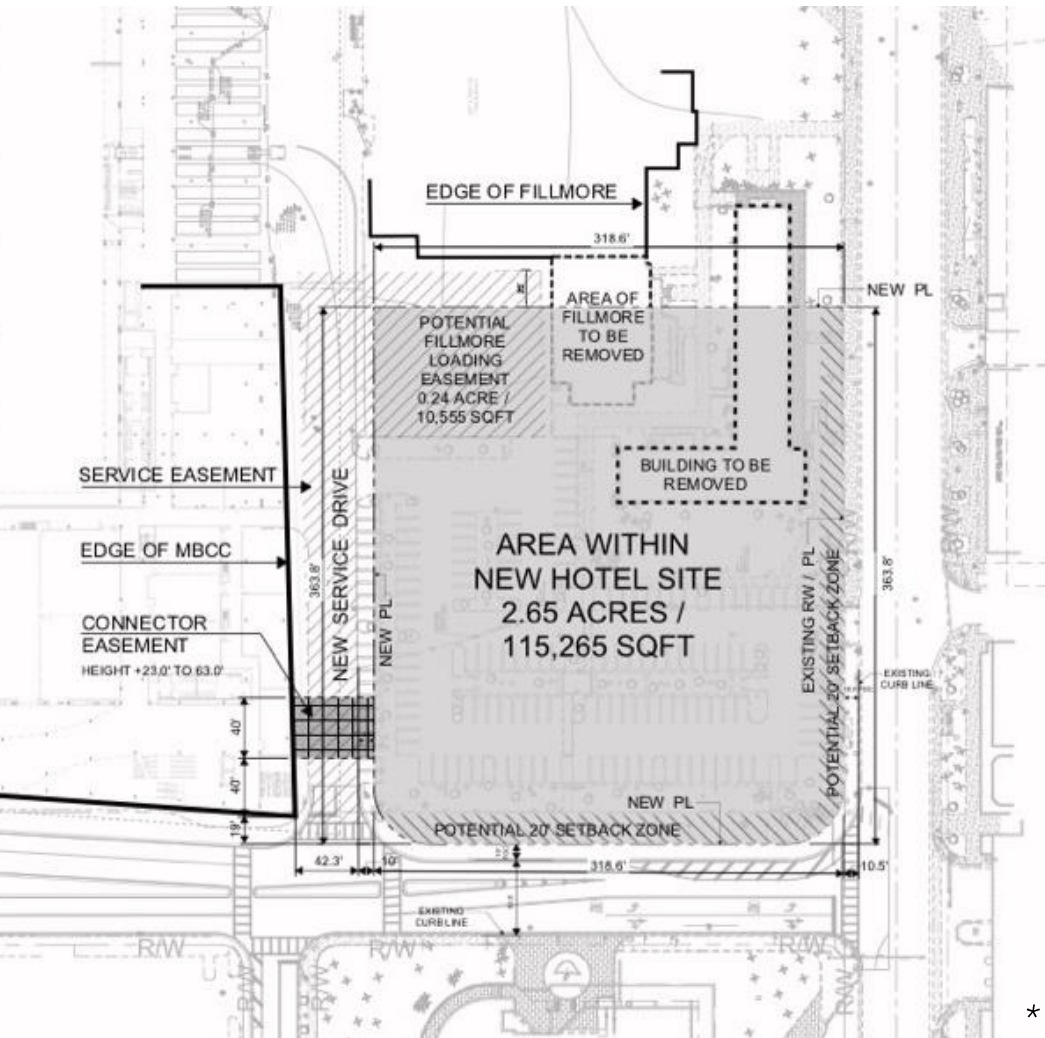 EDGE OF FILLMORE
318.6'
NEW PL
AREA OF
FILLMORE
TO BE
REMOVED
POTENTIAL
FILLMORE
LOADING
EASEMENT
0.24 ACRE /
10,555 SQFT
BUILDING TO BE
REMOVED
SERVICE EASEMENT
EDGE OF MBCC
CONNECTOR
EASEMENT
HEIGHT +23.0' TO 63.0'
363.8'
NEW SERVICE DRIVE
NEW PL
AREA WITHIN
NEW HOTEL SITE
2.65 ACRES /
115,265 SQFT
EXISTING RW / PL
POTENTIAL 20' SETBACK ZONE
363.8'
EXISTING
CURB LINE
40'
40'
19'
NEW PL
POTENTIAL 20' SETBACK ZONE
42.3'
10'
318.6'
10.5'
EXISTING
CURB LINE
R/W
R/W
R/W
R/W
R/W
R/W
R/W
*